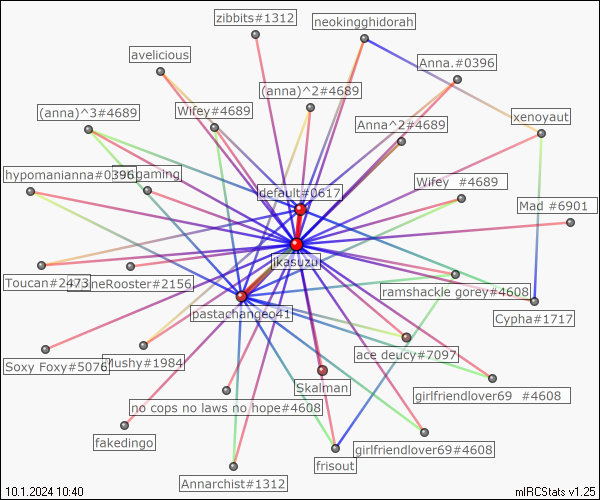 zibbits#1312
neokingghidorah
avelicious
Anna.#0396
(anna)^2#4689
(anna)^3#4689
Wifey#4689
xenoyaut
Anna^2#4689
hypomanianna#0396
gaming
Wifey  #4689
default#0617
Mad #6901
jkasuzu
Toucan#2473
neRooster#2156
ramshackle gorey#4608
pastachangeo41
Cypha#1717
ace deucy#7097
Soxy Foxy#5076
Mushy#1984
Skalman
girlfriendlover69  #4608
no cops no laws no hope#4608
fakedingo
girlfriendlover69#4608
frisout
Annarchist#1312
10.1.2024 10:40
mIRCStats v1.25